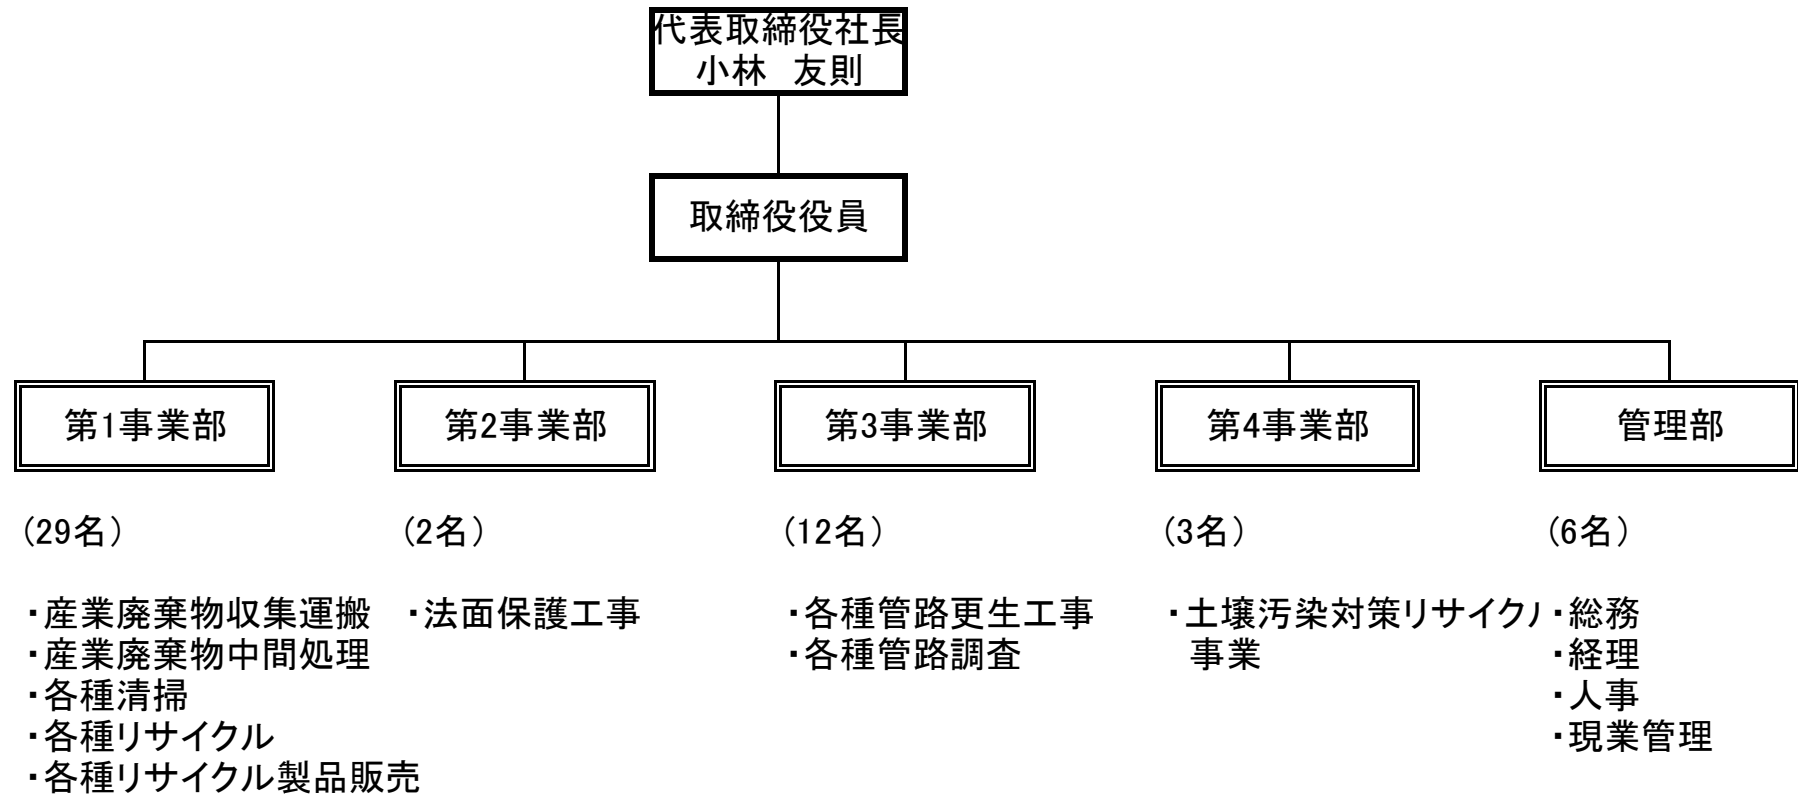 代表取締役社長
小林　友則
取締役役員
第1事業部
第2事業部
第3事業部
第4事業部
管理部
（29名）
（2名）
（12名）
（3名）
（6名）
・産業廃棄物収集運搬
・産業廃棄物中間処理
・各種清掃
・各種リサイクル
・各種リサイクル製品販売
・法面保護工事
・各種管路更生工事
・各種管路調査
・土壌汚染対策リサイクル
事業
・総務
・経理
・人事
・現業管理